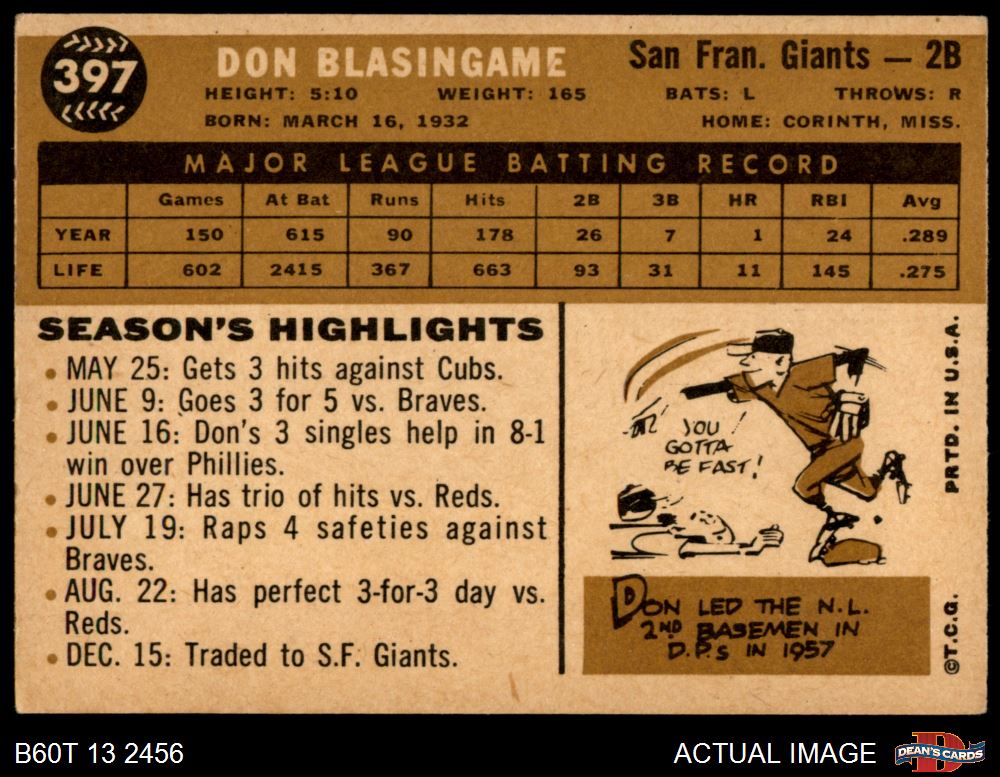 397
DON BLASINGAME
San Fran. Giants — 2B
HEIGHT: 5:10 WEIGHT: 165 BATS: L THROWS: R
BORN: MARCH 16, 1932 HOME: CORINTH, MISS.
MAJOR LEAGUE BATTING RECORD
Games At Bat Runs Hits 2B 3B HR RBI Avg
YEAR 150 615 90 178 26 7 1 24 .289
LIFE 602 2415 367 663 93 31 11 145 .275
SEASON'S HIGHLIGHTS
• MAY 25: Gets 3 hits against Cubs.
• JUNE 9: Goes 3 for 5 vs. Braves.
• JUNE 16: Don's 3 singles help in 8-1
win over Phillies.
• JUNE 27: Has trio of hits vs. Reds.
• JULY 19: Raps 4 safeties against
Braves.
• AUG. 22: Has perfect 3-for-3 day vs.
Reds.
• DEC. 15: Traded to S.F. Giants.
YOU
GOTTA
BE FAST!
DON LED THE N.L.
2ND BASEMEN IN
D.P.s IN 1957
©T.C.G. PRTD. IN U.S.A.
B60T 13 2456
ACTUAL IMAGE
D
DEAN'S CARDS